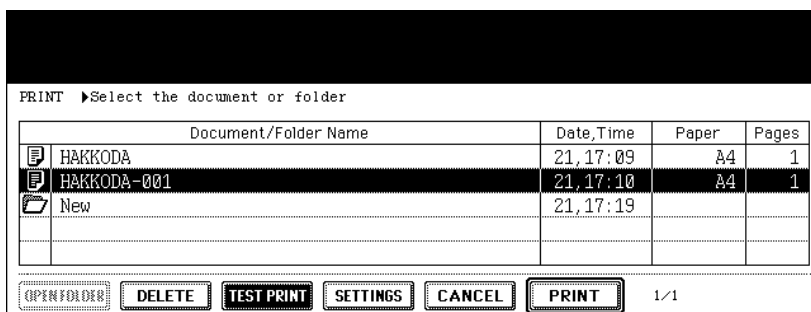 PRINT ▶Select the document or folder
Document/Folder Name Date,Time Paper Pages
HAKKODA 21,17:09 A4 1
HAKKODA-001 21,17:10 A4 1
New 21,17:19
OPEN FOLDER DELETE TEST PRINT SETTINGS CANCEL PRINT 1/1